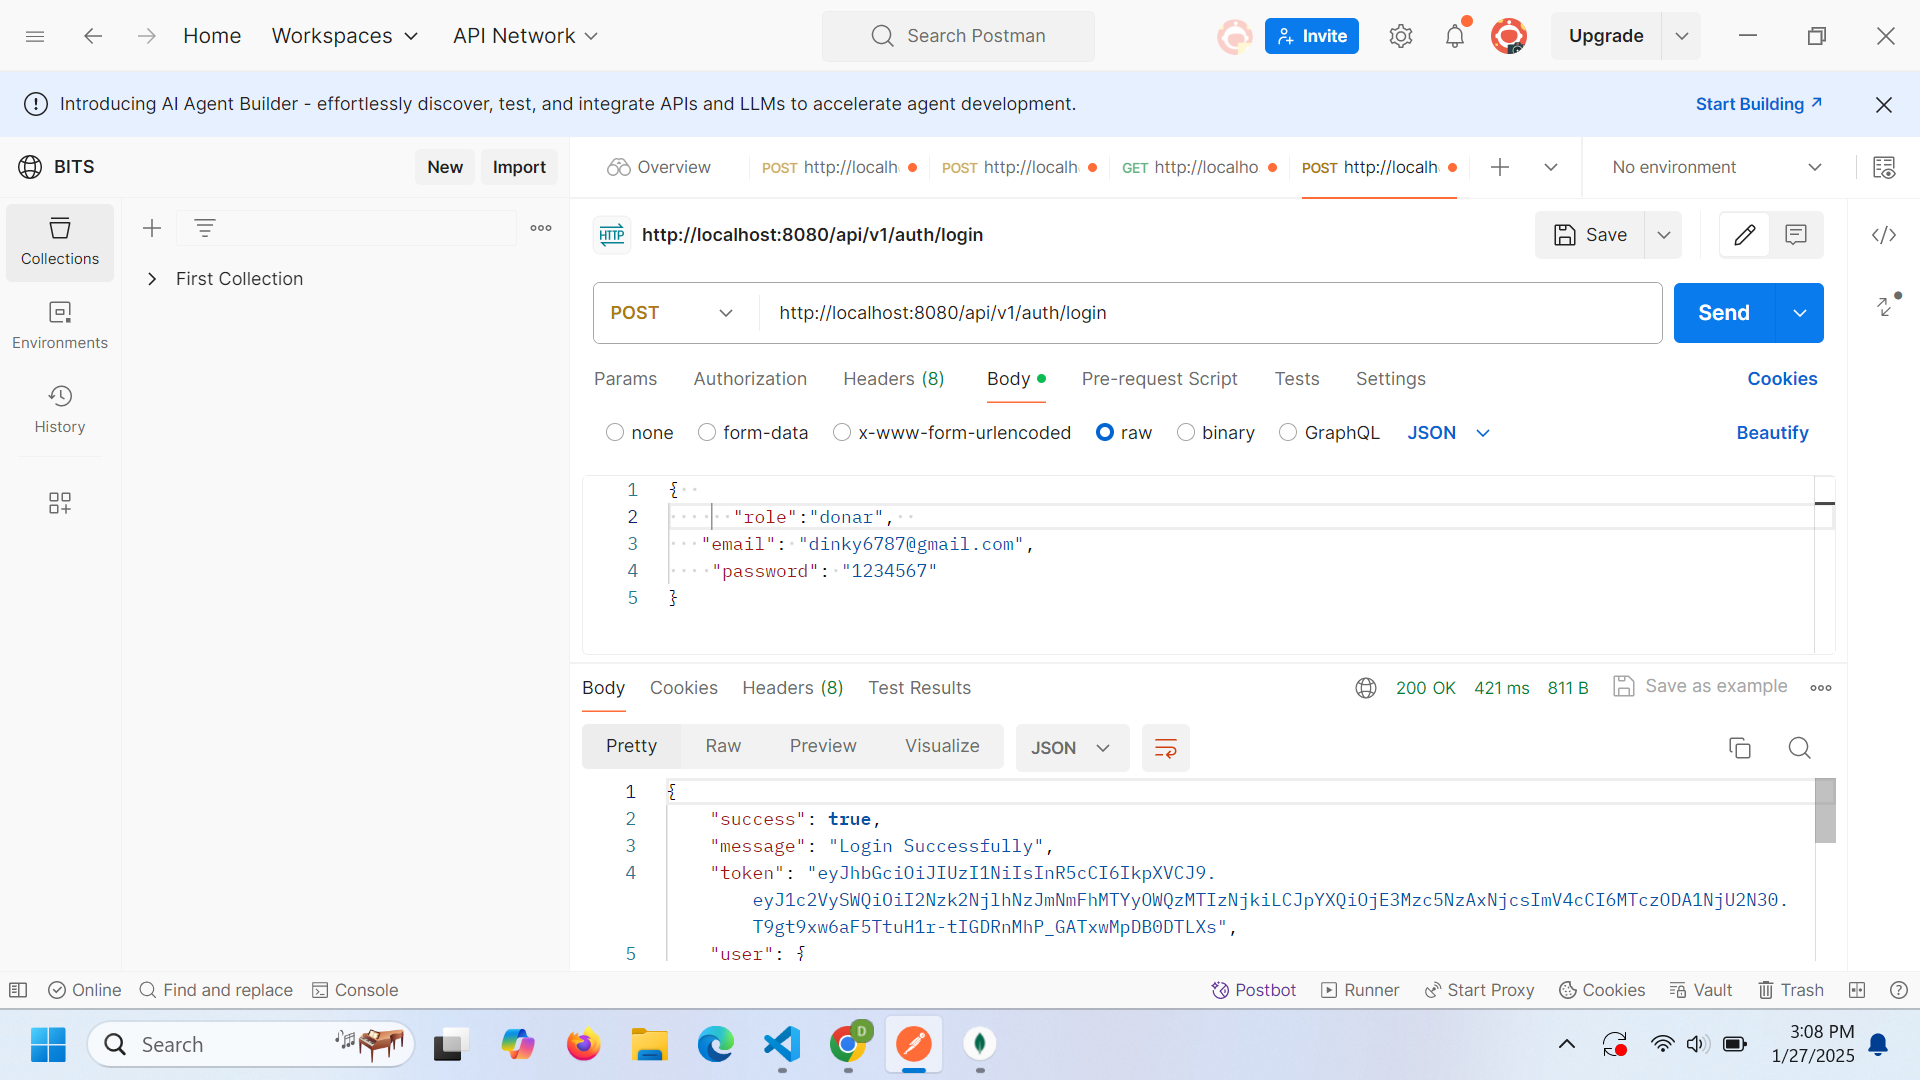 Home Workspaces API Network Search Postman Invite Upgrade
Introducing AI Agent Builder - effortlessly discover, test, and integrate APIs and LLMs to accelerate agent development. Start Building
BITS New Import
Overview POST http://localh POST http://localh GET http://localho POST http://localh No environment
Collections
First Collection
Environments
History
HTTP http://localhost:8080/api/v1/auth/login Save
POST http://localhost:8080/api/v1/auth/login Send
Params Authorization Headers (8) Body Pre-request Script Tests Settings Cookies
none form-data x-www-form-urlencoded raw binary GraphQL JSON Beautify
1 {
2 "role":"donar",
3 "email": "dinky6787@gmail.com",
4 "password": "1234567"
5 }
Body Cookies Headers (8) Test Results 200 OK 421 ms 811 B Save as example
Pretty Raw Preview Visualize JSON
1 {
2 "success": true,
3 "message": "Login Successfully",
4 "token": "eyJhbGciOiJIUzI1NiIsInR5cCI6IkpXVCJ9.
eyJ1c2VySWQiOiI2Nzk2NjlhNzJmNmFhMTYyOWQzMTIzNjkiLCJpYXQiOjE3Mzc5NzAxNjcsImV4cCI6MTczODA1NjU2N30.
T9gt9xw6aF5TtuH1r-tIGDRnMhP_GATxwMpDB0DTLXs",
5 "user": {
Online Find and replace Console Postbot Runner Start Proxy Cookies Vault Trash
Search D 3:08 PM
1/27/2025